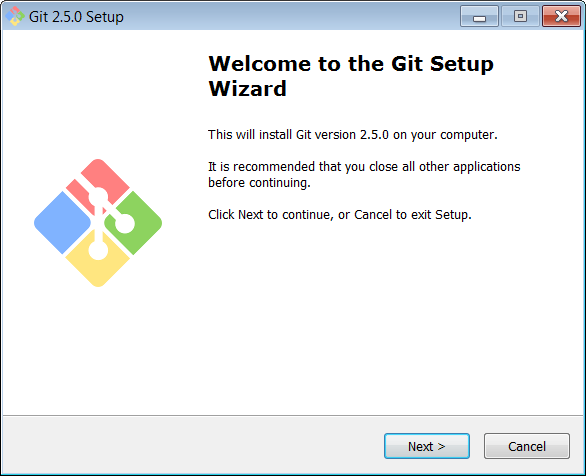 Git 2.5.0 Setup
Welcome to the Git Setup
Wizard
This will install Git version 2.5.0 on your computer.
It is recommended that you close all other applications
before continuing.
Click Next to continue, or Cancel to exit Setup.
Next >
Cancel